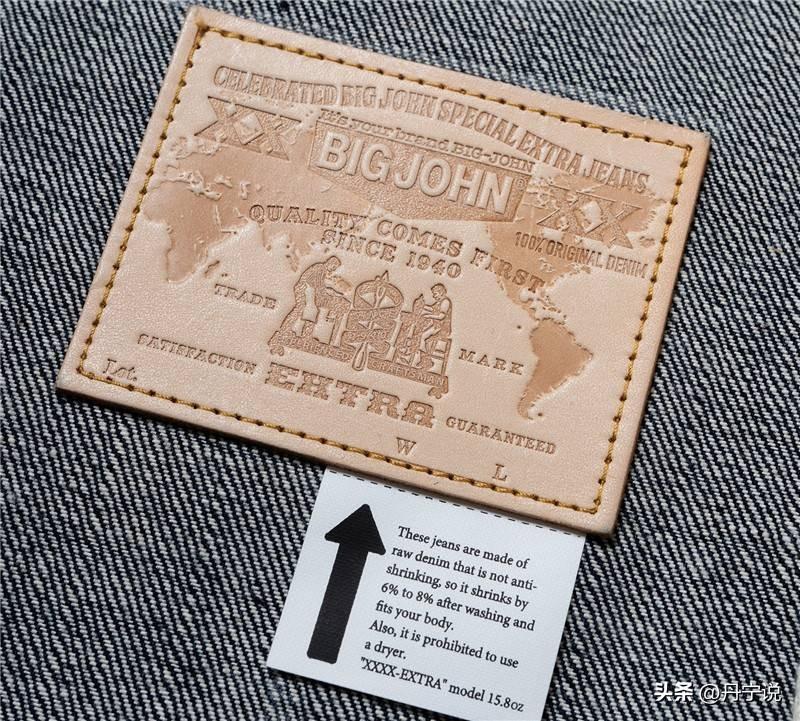 CELEBRATED BIG JOHN SPECIAL EXTRA JEANS
XX
It's your brand BIG-JOHN
BIG JOHN®
XX
100% ORIGINAL DENIM
QUALITY COMES FIRST
SINCE 1940
TRADE
MARK
CRAFTSMAN
SATISFACTION
EXTRA
GUARANTEED
Lot.
W
L
These jeans are made of
raw denim that is not anti-
shrinking, so it shrinks by
6% to 8% after washing and
fits your body.
Also, it is prohibited to use
a dryer.
"XXXX-EXTRA" model 15.8oz
头条 @丹宁说